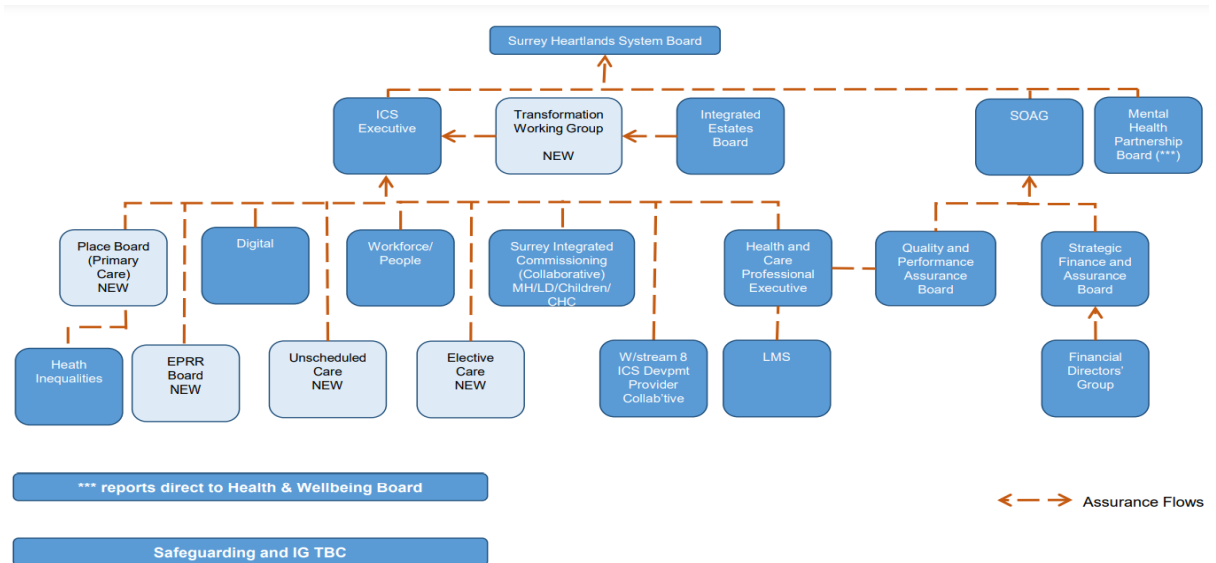 Surrey Heartlands System Board
ICS
Executive
Transformation
Working Group
NEW
Integrated
Estates
Board
SOAG
Mental
Health
Partnership
Board (***)
Place Board
(Primary
Care)
NEW
Digital
Workforce/
People
Surrey Integrated
Commissioning
(Collaborative)
MH/LD/Children/
CHC
Health and
Care
Professional
Executive
Quality and
Performance
Assurance
Board
Strategic
Finance and
Assurance
Board
Heath
Inequalities
EPRR
Board
NEW
Unscheduled
Care
NEW
Elective
Care
NEW
W/stream 8
ICS Devpmt
Provider
Collab'tive
LMS
Financial
Directors'
Group
*** reports direct to Health & Wellbeing Board
Assurance Flows
Safeguarding and IG TBC